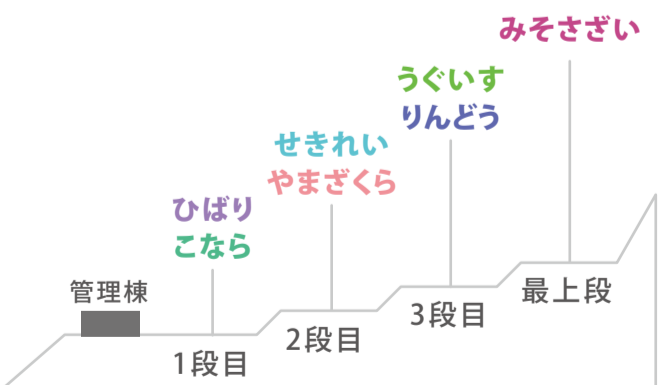 みそさざい
うぐいす
りんどう
せきれい
やまざくら
ひばり
こなら
管理棟
1段目
2段目
3段目
最上段